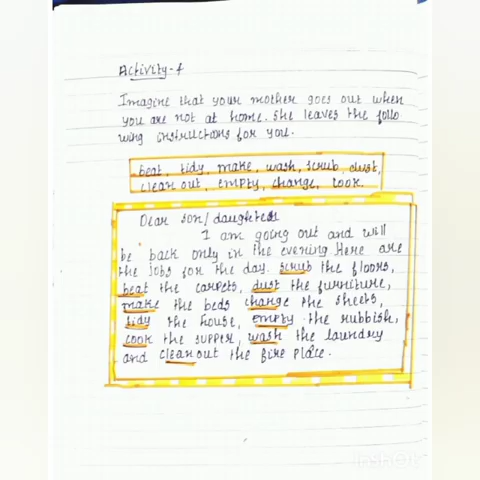 Activity-4
Imagine that your mother goes out when
you are not at home. She leaves the follo
wing instructions for you.
beat, tidy, make, wash, scrub, dust,
clean out, empty, change, cook.
Dear son/daughter
I am going out and will
be back only in the evening Here are
the jobs for the day. scrub the floors,
beat the carpets, dust the furniture,
make the beds change the sheets,
tidy the house, empty the rubbish,
cook the supper, wash the laundry
and clean out the fire place.
InShOt